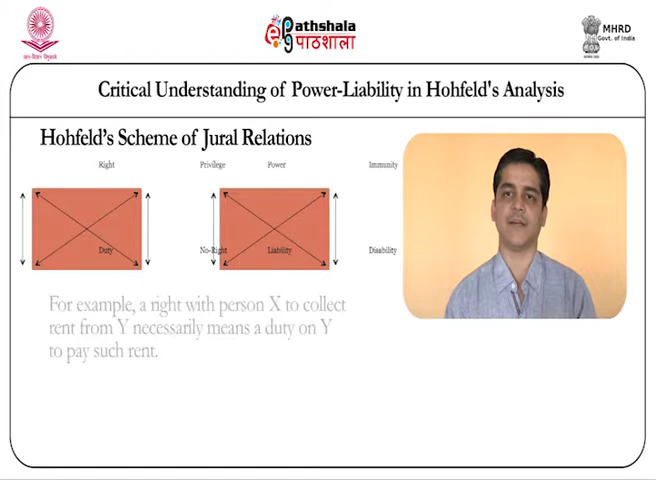 Pathshala
पाठशाला
MHRD
Govt. of India
Critical Understanding of Power-Liability in Hohfeld's Analysis
Hohfeld's Scheme of Jural Relations
Right Privilege Power Immunity
Duty No-Right Liability Disability
For example, a right with person X to collect
rent from Y necessarily means a duty on Y
to pay such rent.